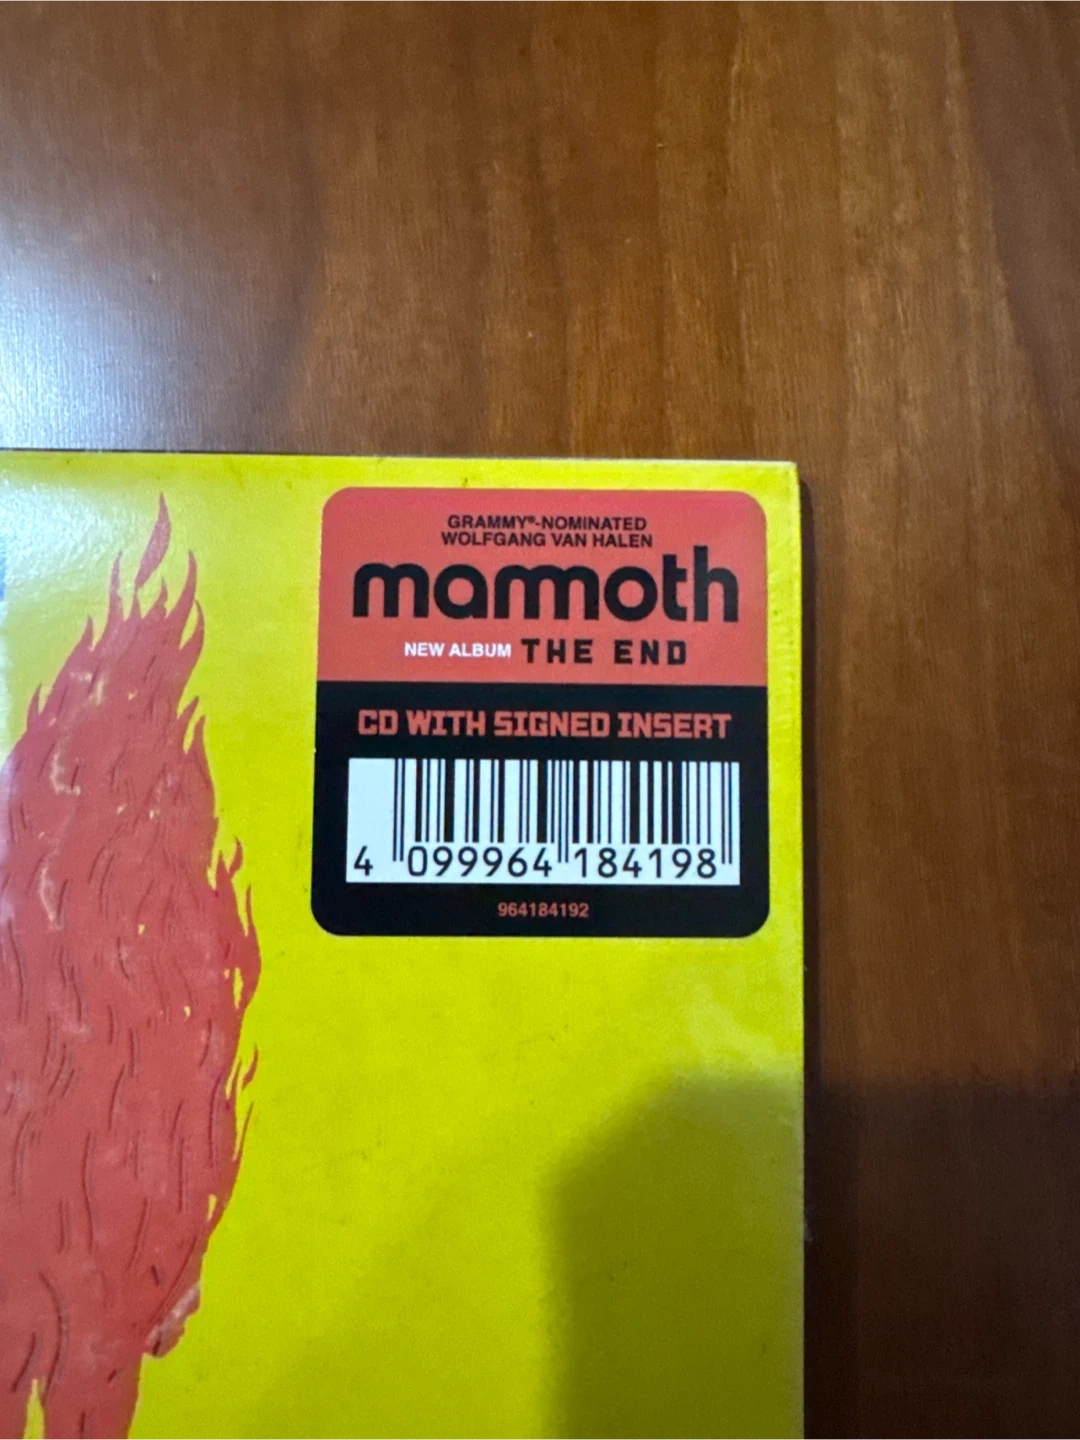 GRAMMY®-NOMINATED
WOLFGANG VAN HALEN
mammoth
NEW ALBUM THE END
CD WITH SIGNED INSERT
4 099964 184198
964184192